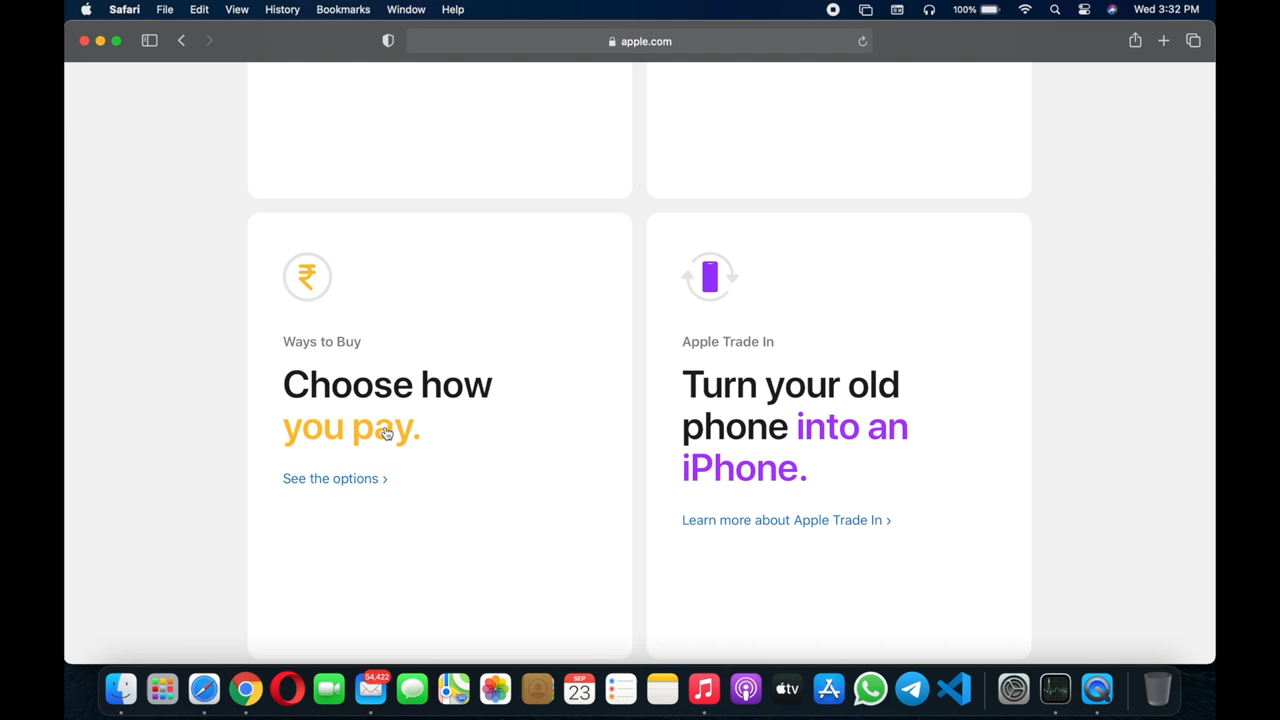 Safari File Edit View History Bookmarks Window Help 100% Wed 3:32 PM
apple.com
₹
Ways to Buy
Choose how
you pay.
See the options ›
Apple Trade In
Turn your old
phone into an
iPhone.
Learn more about Apple Trade In ›
54,422
SEP
23
tv